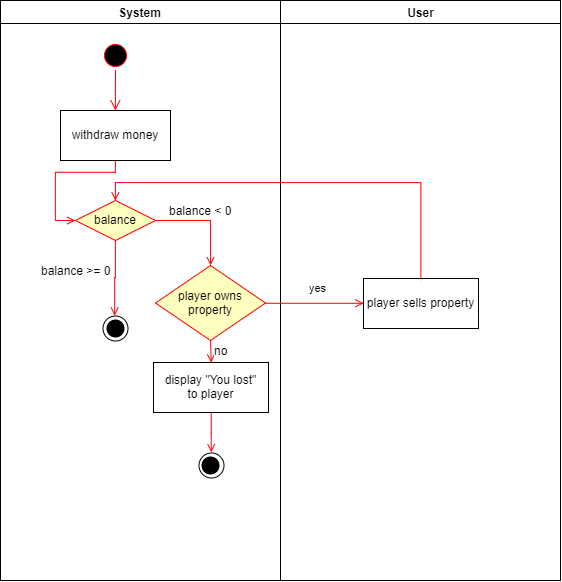 System
User
withdraw money
balance
balance < 0
balance >= 0
player owns
property
yes
player sells property
no
display "You lost"
to player